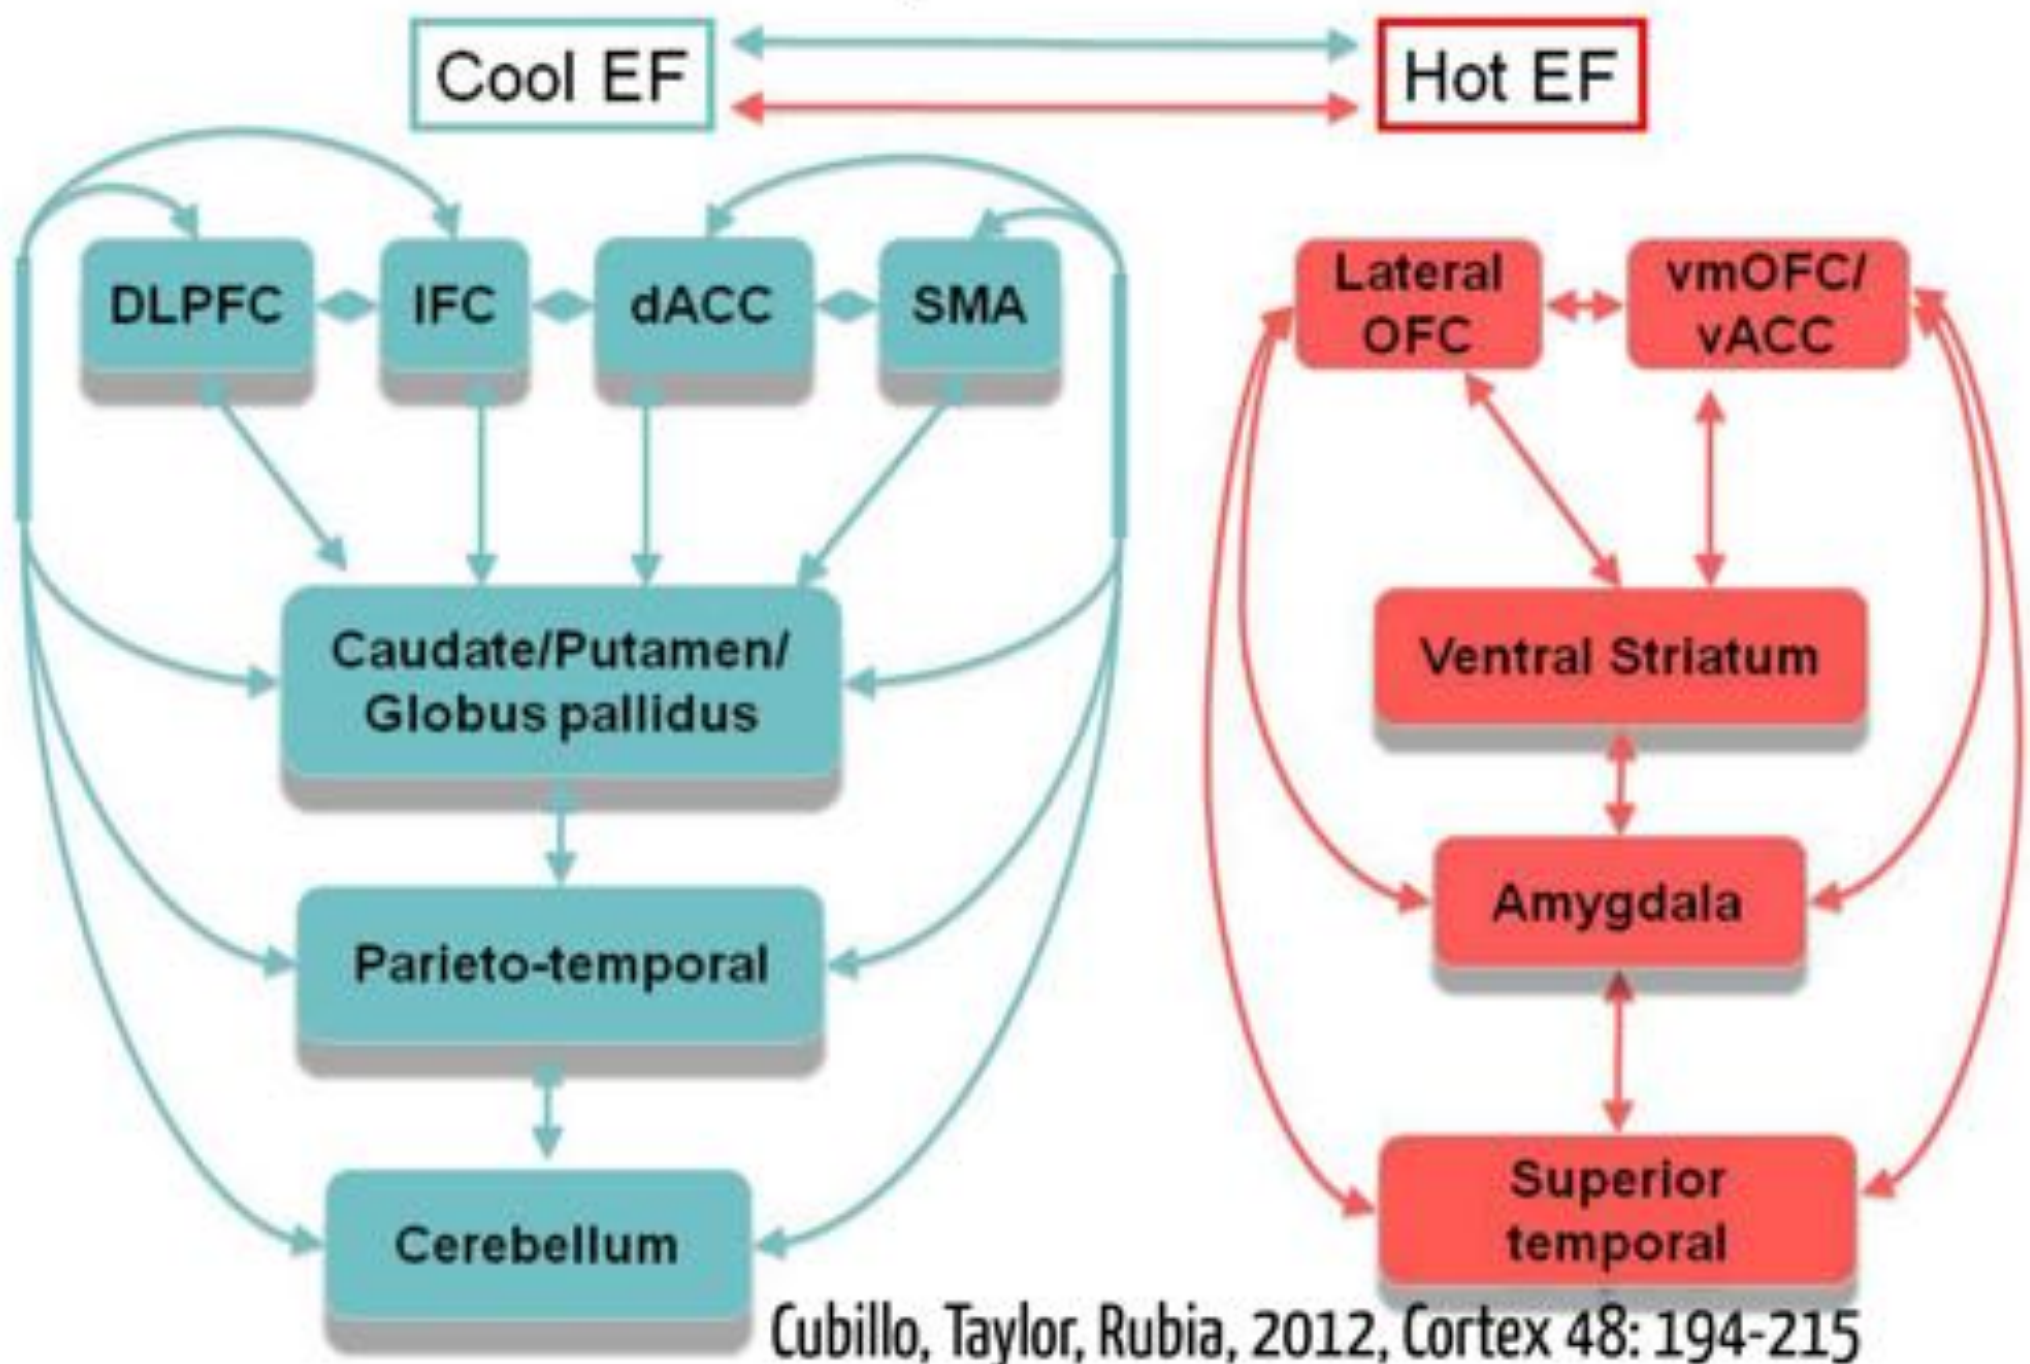 Cool EF
Hot EF
DLPFC
IFC
dACC
SMA
Lateral
OFC
vmOFC/
vACC
Caudate/Putamen/
Globus pallidus
Ventral Striatum
Parieto-temporal
Amygdala
Cerebellum
Superior
temporal
Cubillo, Taylor, Rubia, 2012, Cortex 48: 194-215